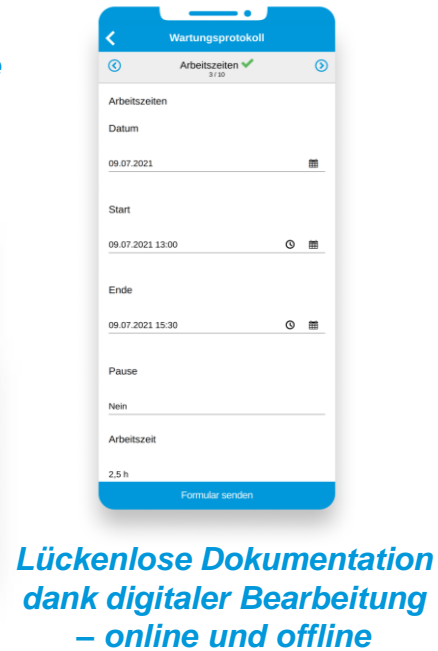 Wartungsprotokoll
Arbeitszeiten
3 / 10
Arbeitszeiten
Datum
09.07.2021
Start
09.07.2021 13:00
Ende
09.07.2021 15:30
Pause
Nein
Arbeitszeit
2,5 h
Formular senden
Lückenlose Dokumentation
dank digitaler Bearbeitung
– online und offline